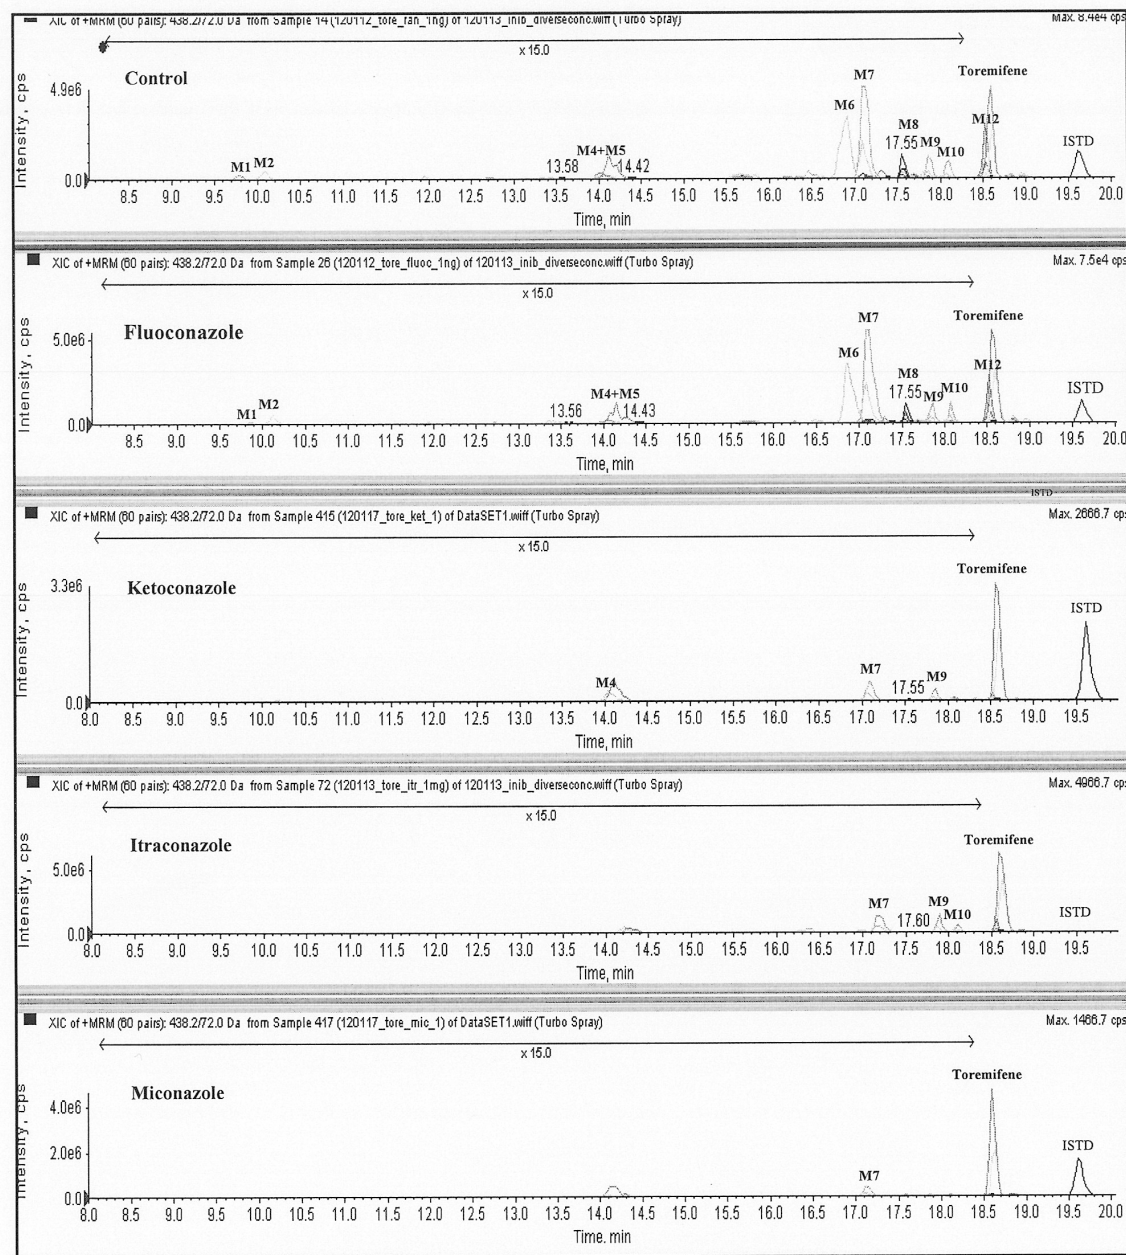 XIC of +MRM (60 pairs): 438.2/72.0 Da from Sample 14 (120112_tore_fan_1ng) of 120113_inib_diverseconc.wiff (Turbo Spray) Max. 8.4e4 cps
x 15.0
Control
Intensity, cps
4.9e6
0.0
M1 M2 13.58 M4+M5 14.42 M6 M7 M8 17.55 M9 M10 M12 Toremifene ISTD
8.5 9.0 9.5 10.0 10.5 11.0 11.5 12.0 12.5 13.0 13.5 14.0 14.5 15.0 15.5 16.0 16.5 17.0 17.5 18.0 18.5 19.0 19.5 20.0
Time, min
XIC of +MRM (60 pairs): 438.2/72.0 Da from Sample 26 (120112_tore_fluoc_1ng) of 120113_inib_diverseconc.wiff (Turbo Spray) Max. 7.5e4 cps
x 15.0
Fluoconazole
Intensity, cps
5.0e6
0.0
M1 M2 13.56 M4+M5 14.43 M6 M7 M8 17.55 M9 M10 M12 Toremifene ISTD
8.5 9.0 9.5 10.0 10.5 11.0 11.5 12.0 12.5 13.0 13.5 14.0 14.5 15.0 15.5 16.0 16.5 17.0 17.5 18.0 18.5 19.0 19.5 20.0
Time, min
ISTD
XIC of +MRM (60 pairs): 438.2/72.0 Da from Sample 415 (120117_tore_ket_1) of DataSET1.wiff (Turbo Spray) Max. 2666.7 cps
x 15.0
Ketoconazole
Intensity, cps
3.3e6
0.0
M4 M7 17.55 M9 Toremifene ISTD
8.0 8.5 9.0 9.5 10.0 10.5 11.0 11.5 12.0 12.5 13.0 13.5 14.0 14.5 15.0 15.5 16.0 16.5 17.0 17.5 18.0 18.5 19.0 19.5
Time, min
XIC of +MRM (60 pairs): 438.2/72.0 Da from Sample 72 (120113_tore_itr_1mg) of 120113_inib_diverseconc.wiff (Turbo Spray) Max. 4966.7 cps
x 15.0
Itraconazole
Intensity, cps
5.0e6
0.0
M7 17.60 M9 M10 Toremifene ISTD
8.0 8.5 9.0 9.5 10.0 10.5 11.0 11.5 12.0 12.5 13.0 13.5 14.0 14.5 15.0 15.5 16.0 16.5 17.0 17.5 18.0 18.5 19.0 19.5
Time, min
XIC of +MRM (60 pairs): 438.2/72.0 Da from Sample 417 (120117_tore_mic_1) of DataSET1.wiff (Turbo Spray) Max. 1466.7 cps
x 15.0
Miconazole
Intensity, cps
4.0e6
2.0e6
0.0
M7 Toremifene ISTD
8.0 8.5 9.0 9.5 10.0 10.5 11.0 11.5 12.0 12.5 13.0 13.5 14.0 14.5 15.0 15.5 16.0 16.5 17.0 17.5 18.0 18.5 19.0 19.5 20.0
Time, min